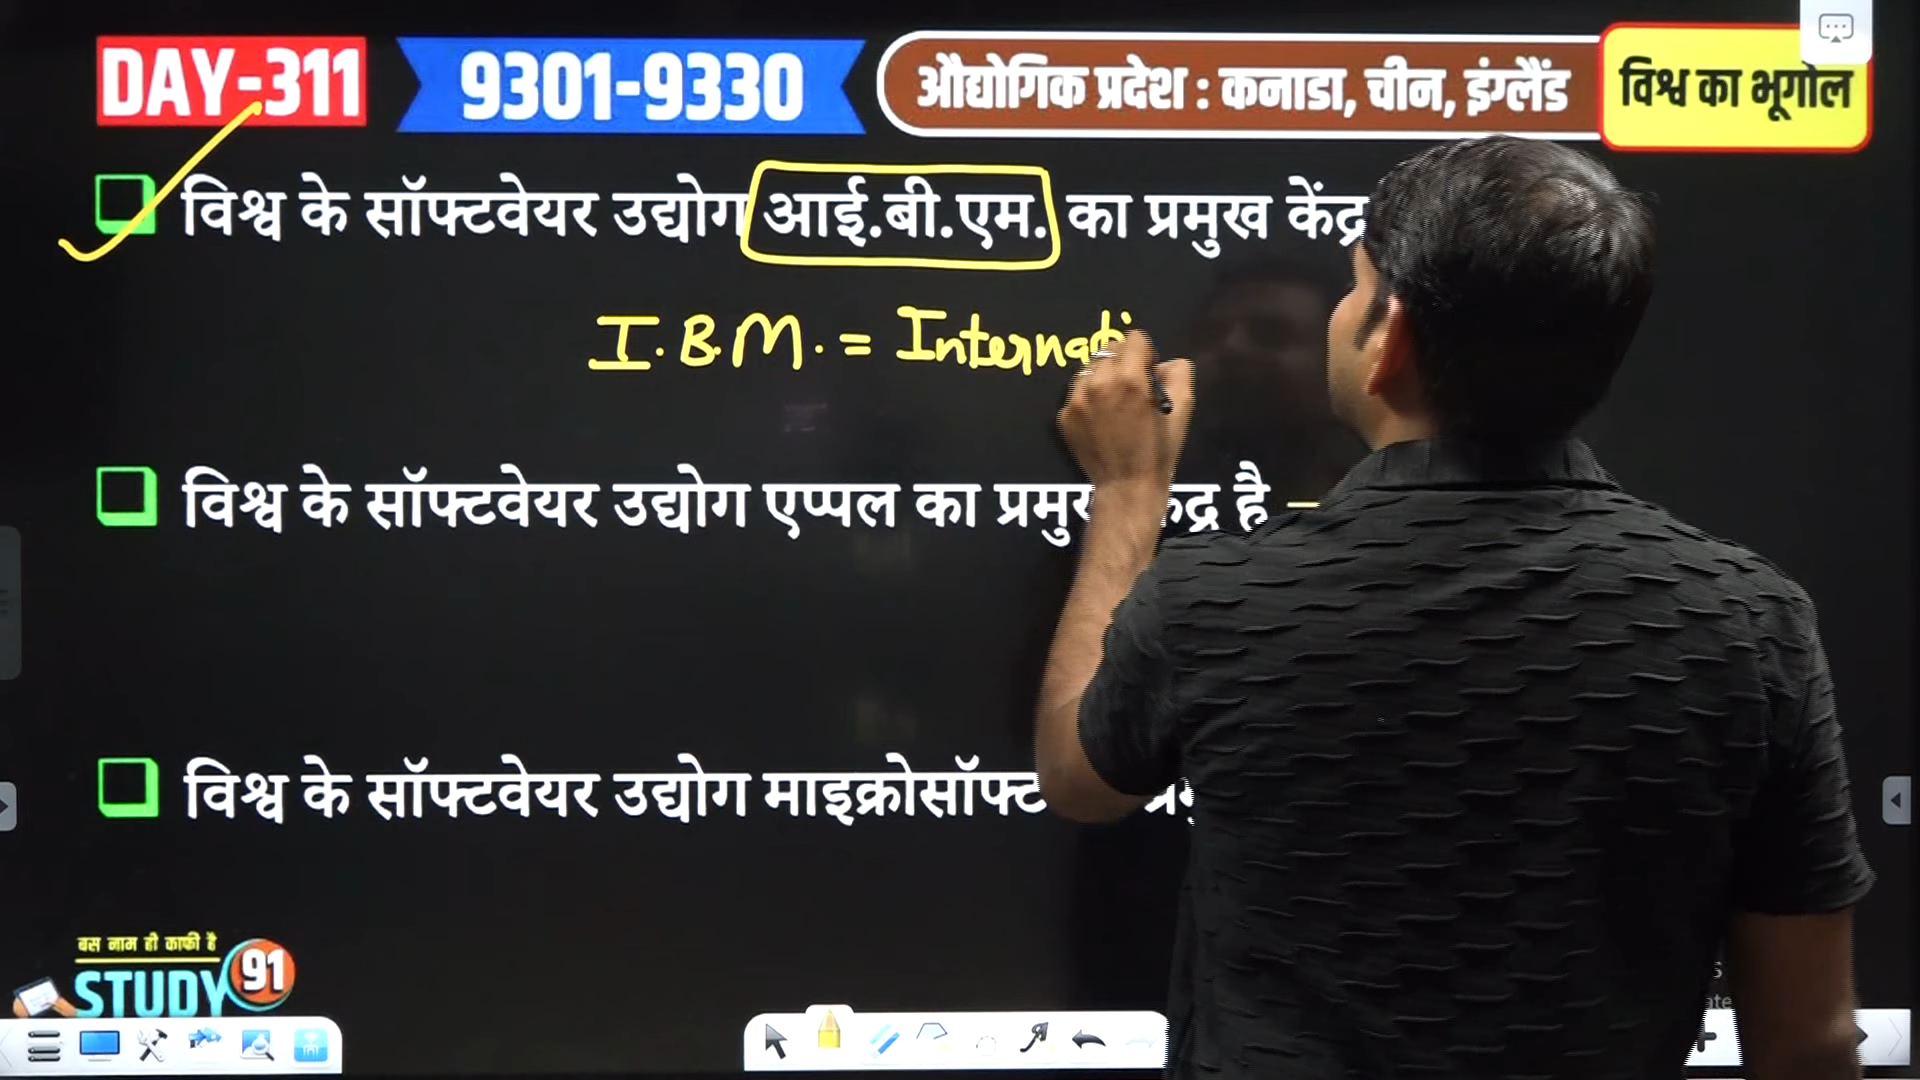 DAY-311 9301-9330 औद्योगिक प्रदेश : कनाडा, चीन, इंग्लैंड विश्व का भूगोल
विश्व के सॉफ्टवेयर उद्योग आई.बी.एम. का प्रमुख केंद्र
I.B.M. = Internati
विश्व के सॉफ्टवेयर उद्योग एप्पल का प्रमुख केंद्र है –
विश्व के सॉफ्टवेयर उद्योग माइक्रोसॉफ्ट
बस नाम ही काफी है
STUDY 91